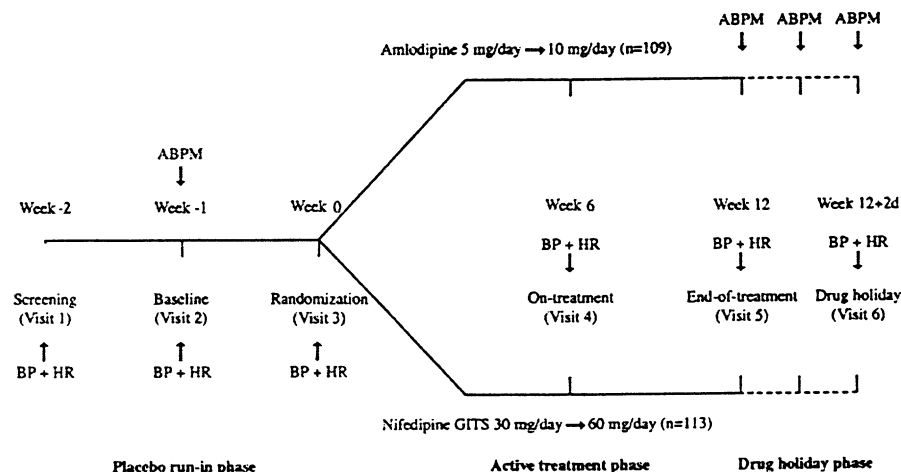 ABPM ABPM ABPM
Amlodipine 5 mg/day → 10 mg/day (n=109)
ABPM
Week -2 Week -1 Week 0 Week 6 Week 12 Week 12+2d
BP + HR BP + HR BP + HR
Screening Baseline Randomization On-treatment End-of-treatment Drug holiday
(Visit 1) (Visit 2) (Visit 3) (Visit 4) (Visit 5) (Visit 6)
BP + HR BP + HR BP + HR
Nifedipine GITS 30 mg/day → 60 mg/day (n=113)
Placebo run-in phase Active treatment phase Drug holiday phase